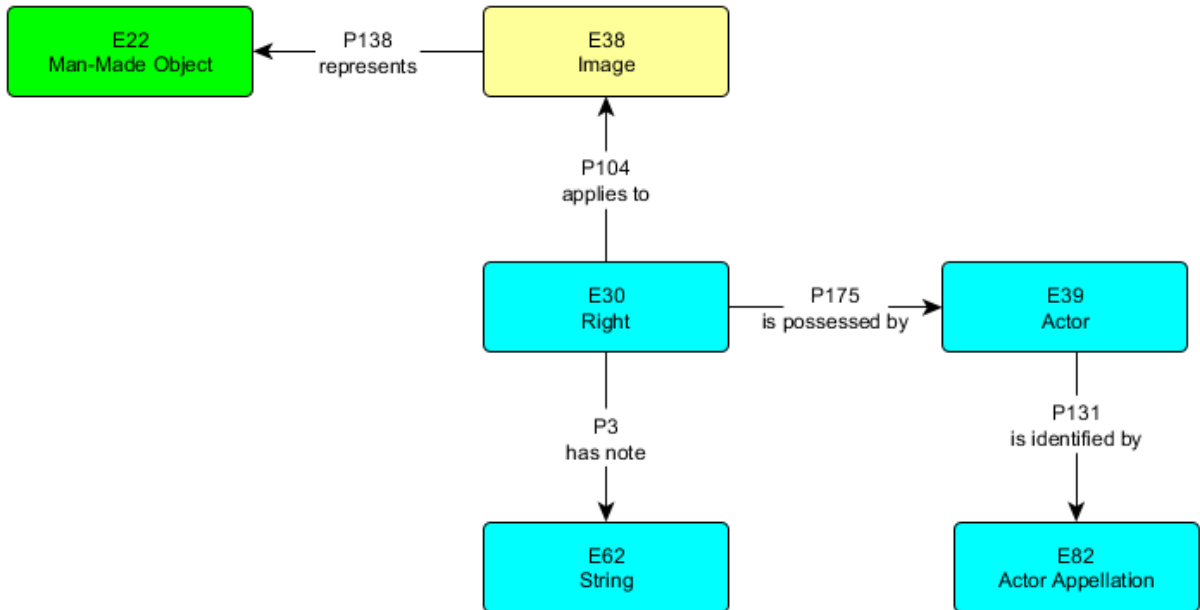 E22
Man-Made Object
P138
represents
E38
Image
P104
applies to
E30
Right
P175
is possessed by
E39
Actor
P3
has note
P131
is identified by
E62
String
E82
Actor Appellation